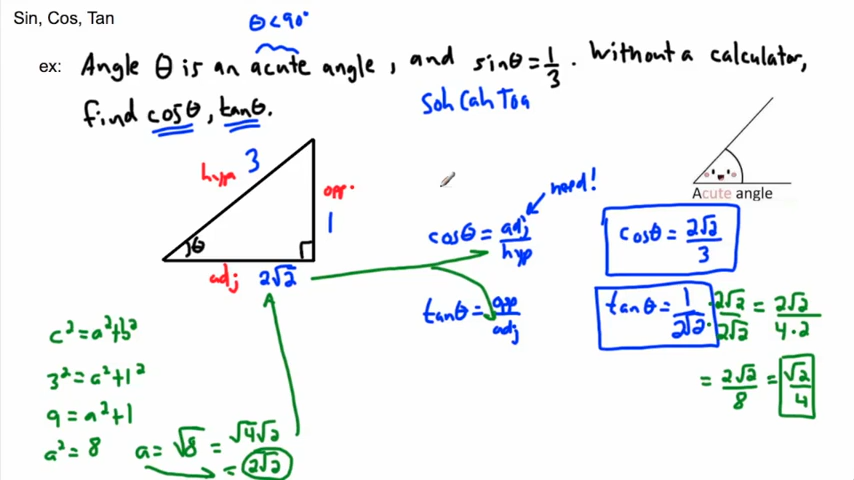 Sin, Cos, Tan
θ<90°
ex: Angle θ is an acute angle, and sinθ=1/3. Without a calculator,
find cosθ, tanθ.
Soh Cah Toa
hyp 3
opp.
1
θ
adj 2√2
need!
cosθ = adj/hyp
tanθ = opp/adj
Acute angle
cosθ = 2√2/3
tanθ = 1/2√2 · 2√2/2√2 = 2√2/4·2
= 2√2/8 = √2/4
c²=a²+b²
3²=a²+1²
9=a²+1
a²=8 a=√8 = √4√2
= 2√2